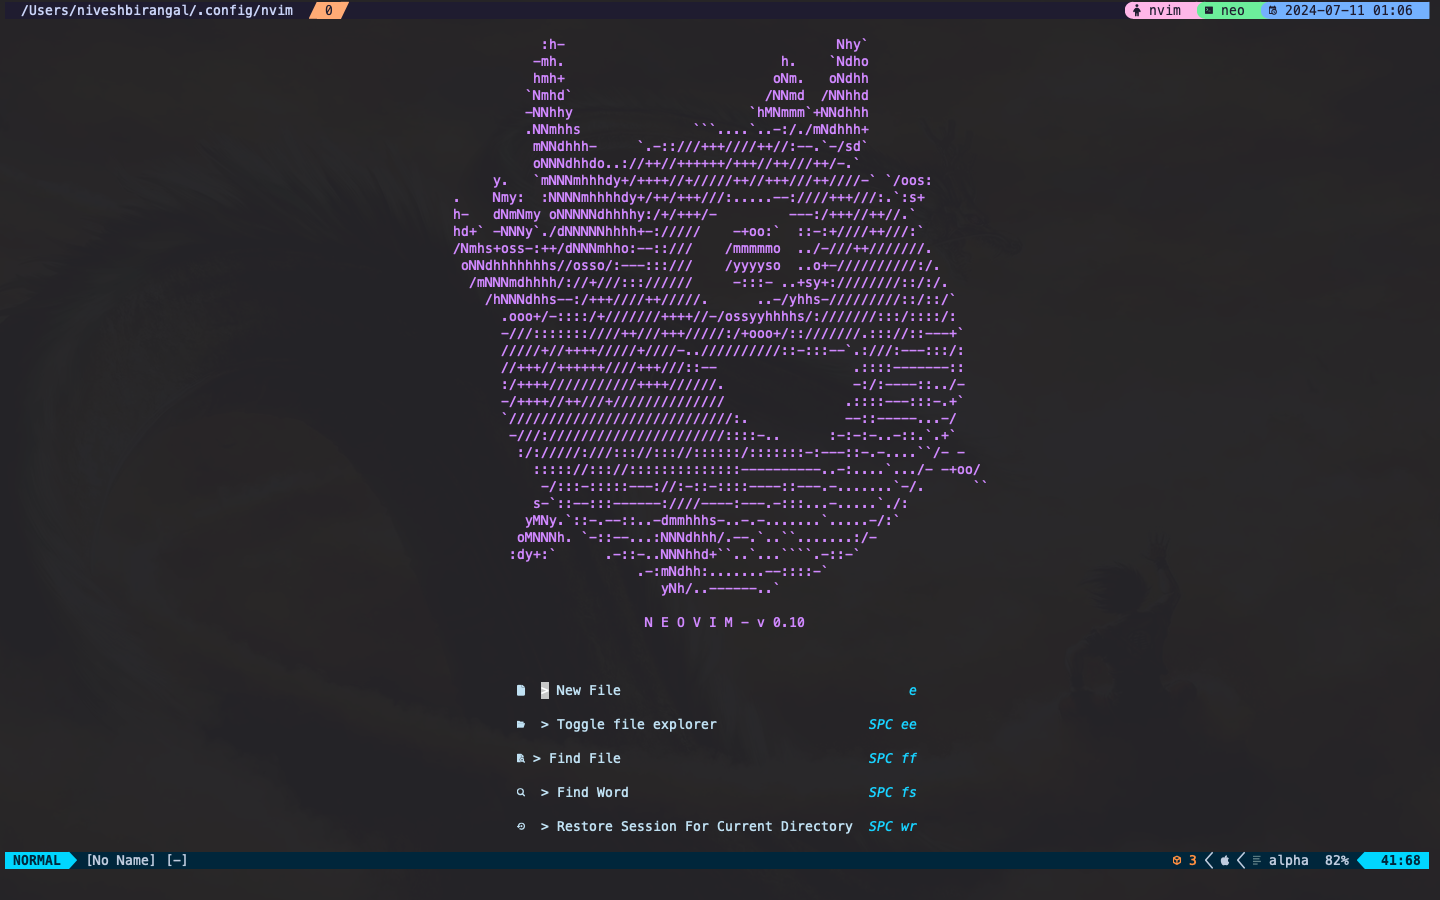 /Users/niveshbirangal/.config/nvim 0 nvim neo 2024-07-11 01:06
:h-                                  Nhy`
-mh.                           h.    `Ndho
hmh+                          oNm.   oNdhh
`Nmhd`                        /NNmd  /NNhhd
-NNhhy                      `hMNmmm`+NNdhhh
.NNmhhs              ```....`..-:/./mNdhhh+
mNNdhhh-     `.-::///+++////++//:--.`-/sd`
oNNNdhhdo..://++//++++++/+++//++///++/-.`
y.   `mNNNmhhhdy+/++++//+/////++//+++///++////-` `/oos:
.    Nmy:  :NNNNmhhhhdy+/++/+++///:.....--:////+++///:.`:s+
h-   dNmNmy oNNNNNdhhhhy:/+/+++/-         ---:/+++//++//.`
hd+` -NNNy`./dNNNNNhhhh+-://///    -+oo:`  ::-:+////++///:`
/Nmhs+oss-:++/dNNNmhho:--::///    /mmmmmo  ../-///++///////.
oNNdhhhhhhhs//osso/:---:::///    /yyyyso  ..o+-//////////:/.
/mNNNmdhhhh/://+///::://////     -:::- ..+sy+:////////::/:/.
/hNNNdhhs--:/+++////++/////.      ..-/yhhs-/////////::/::/`
.ooo+/-::::/+///////++++//-/ossyyhhhhs/:///////:::/::::/:
-///:::::::////++///+++/////:/+ooo+/::///////.::://::---+`
/////+//++++/////+////-..//////////::-:::--`.:///:---:::/:
//+++//++++++////+++///::--                 .::::-------::
:/++++///////////++++//////.                -:/:----::../-
-/++++//++///+//////////////               .::::---:::-.+`
`////////////////////////////:.            --::-----...-/
-///://////////////////////::::-..      :-:-:-..-::.`.+`
:/://///:///::://::://::::::/:::::::-:---::-.-....``/- -
::::://::://::::::::::::::----------..-:....`.../- -+oo/
-/:::-:::::---://:-::-::::----::---.-.......`-/.      ``
s-`::--:::------:////----:---.-:::...-.....`./:
yMNy.`::-.--::..-dmmhhhs-..-.-.......`.....-/:`
oMNNNh. `-::--...:NNNdhhh/.--.`..``.......:/-
:dy+:`      .-::-..NNNhhd+``..`...````.-::-`
.-:mNdhh:.......--::::-`
yNh/..------..`
N E O V I M - v 0.10
> New File e
> Toggle file explorer SPC ee
> Find File SPC ff
> Find Word SPC fs
> Restore Session For Current Directory SPC wr
NORMAL [No Name] [-] 3 alpha 82% 41:68